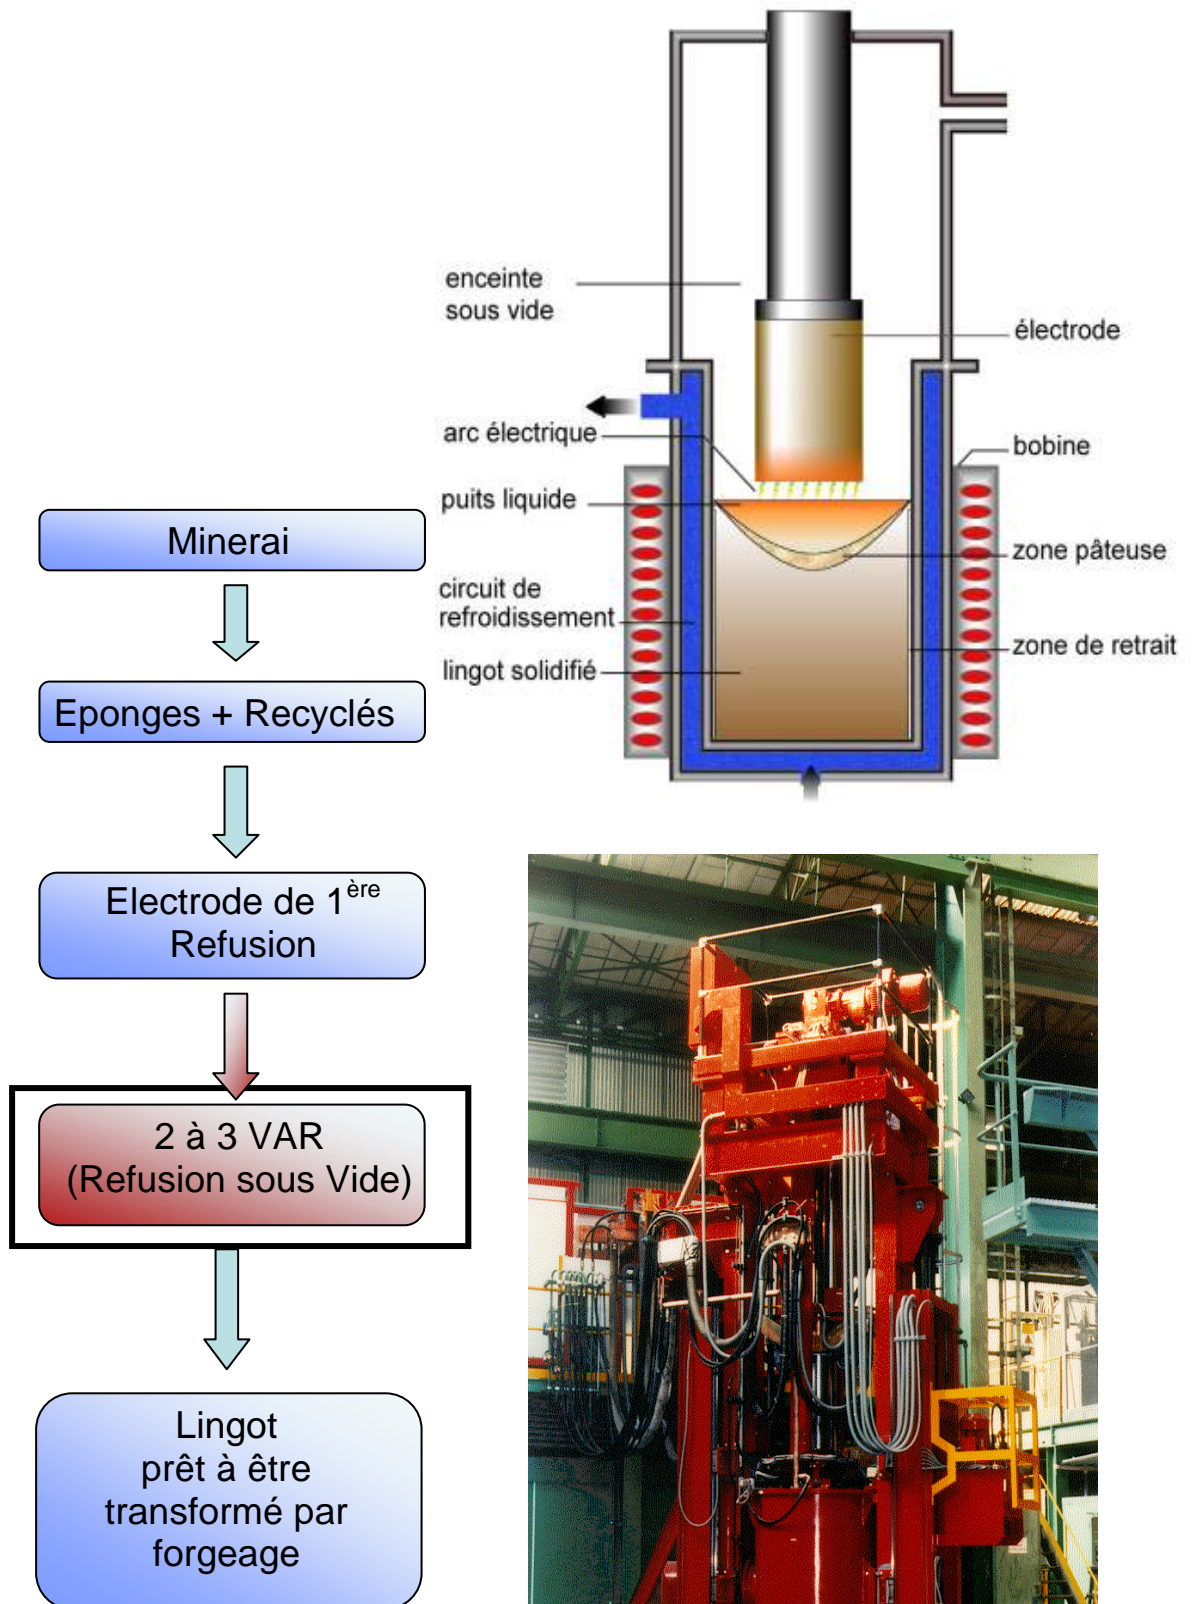 enceinte
sous vide
électrode
arc électrique
bobine
puits liquide
zone pâteuse
circuit de
refroidissement
zone de retrait
lingot solidifié
Minerai
Eponges + Recyclés
Electrode de 1ère
Refusion
2 à 3 VAR
(Refusion sous Vide)
Lingot
prêt à être
transformé par
forgeage